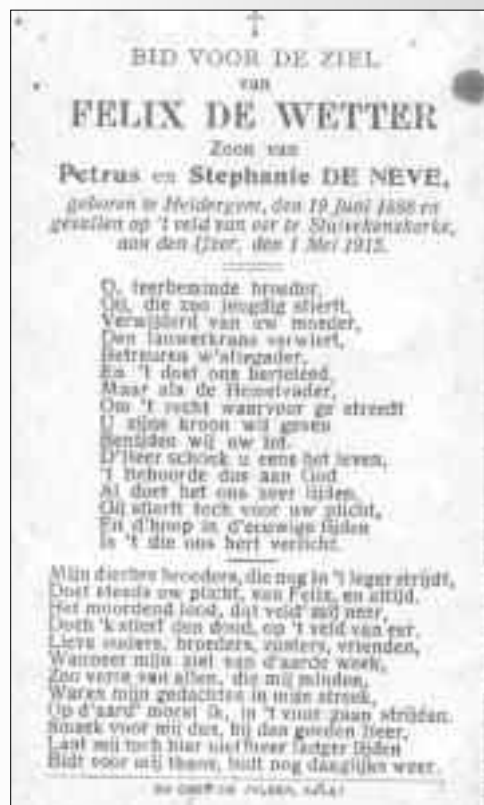 BID VOOR DE ZIEL
van
FELIX DE WETTER
Zoon van
Petrus en Stephanie DE NEVE,
geboren te Heldergem, den 19 Juni 1888 en
gevallen op 't veld van eer te Stuivekenskerke,
aan den Ijzer, den 1 Mei 1915.
O, teerbeminde broeder,
Gij, die zoo jeugdig stierft,
Verwijderd van uw moeder,
Den lauwerkrans verwierf,
Betreuren w'allegader,
En 't doet ons hertelend,
Maar als de Hemelvader,
Om 't recht waarvoor ge streedt
U zijne kroon wil geven
Benijden wij uw lot.
D'Heer schonk u eens het leven,
't Behoorde dus aan God
Al doet het ons zeer lijden,
Gij stierft toch voor uw plicht,
En d'hoop in d'eeuwige tijden
Is 't die ons hert verlicht.
Mijn dierbre broeders, die nog in 't leger strijdt,
Doet steeds uw plicht, van Felix, en altijd.
Het moordend lood, dat veld' mij neer,
Doch 'k stierf den dood, op 't veld van eer.
Lieve ouders, broeders, zusters, vrienden,
Wanneer mijn ziel van d'aarde week,
Zoo verre van allen, die mij minden,
Waren mijn gedachten in mijn streek,
Op d'aard' moest ik, in 't vuur gaan strijden.
Smeek voor mij dus, bij den goeden Heer,
Laat mij toch hier niet langer lijden
Bidt voor mij thans, bidt nog daaglijks weer.